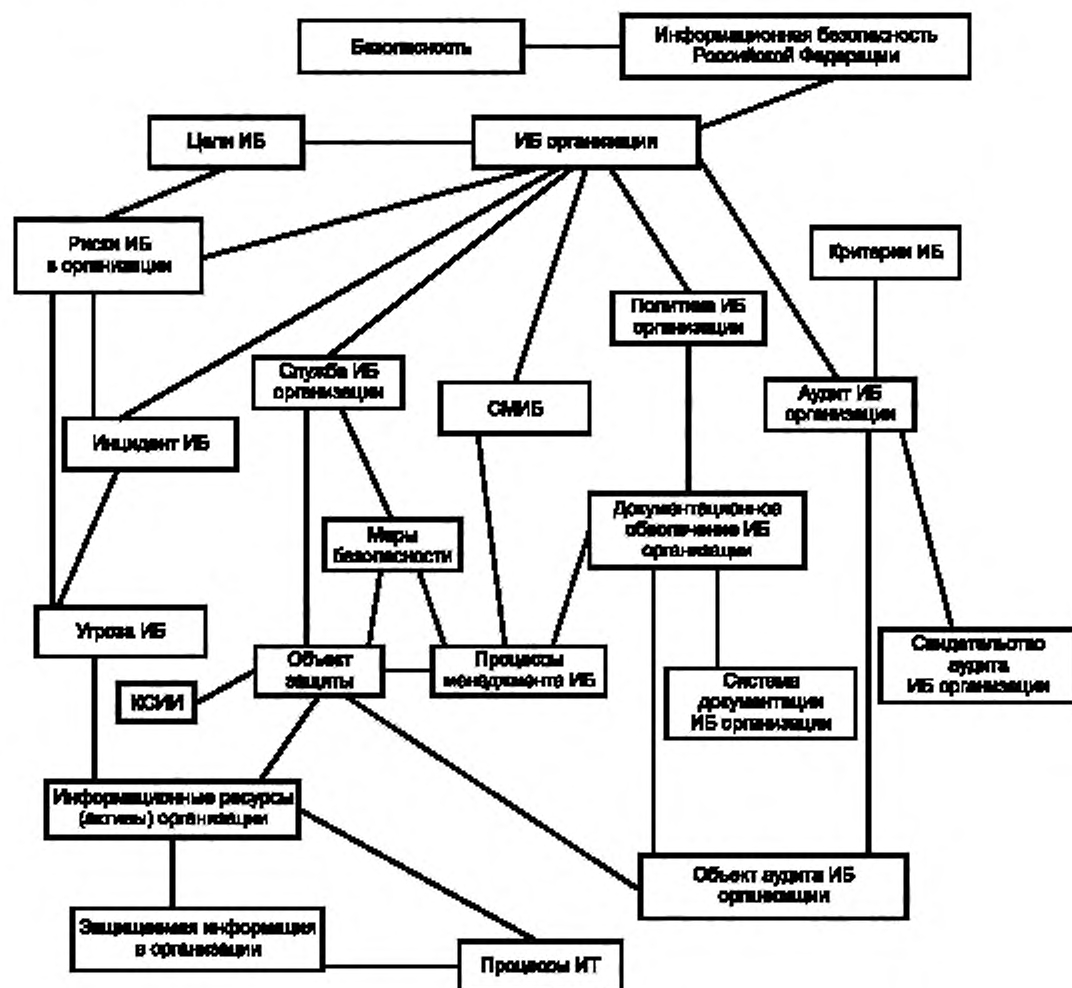 Безопасность
Информационная безопасность
Российской Федерации
Цели ИБ
ИБ организация
Риски ИБ
в организации
Критерии ИБ
Политика ИБ
организации
Служба ИБ
организации
СМИБ
Аудит ИБ
организации
Инцидент ИБ
Меры
безопасности
Документационное
обеспечение ИБ
организации
Угроза ИБ
Объект
защиты
Процессы
менеджмента ИБ
Свидетельство
аудита
ИБ организации
КСИИ
Система
документации
ИБ организации
Информационные ресурсы
(активы) организации
Объект аудита ИБ
организации
Защищаемая информация
в организации
Процессы ИТ